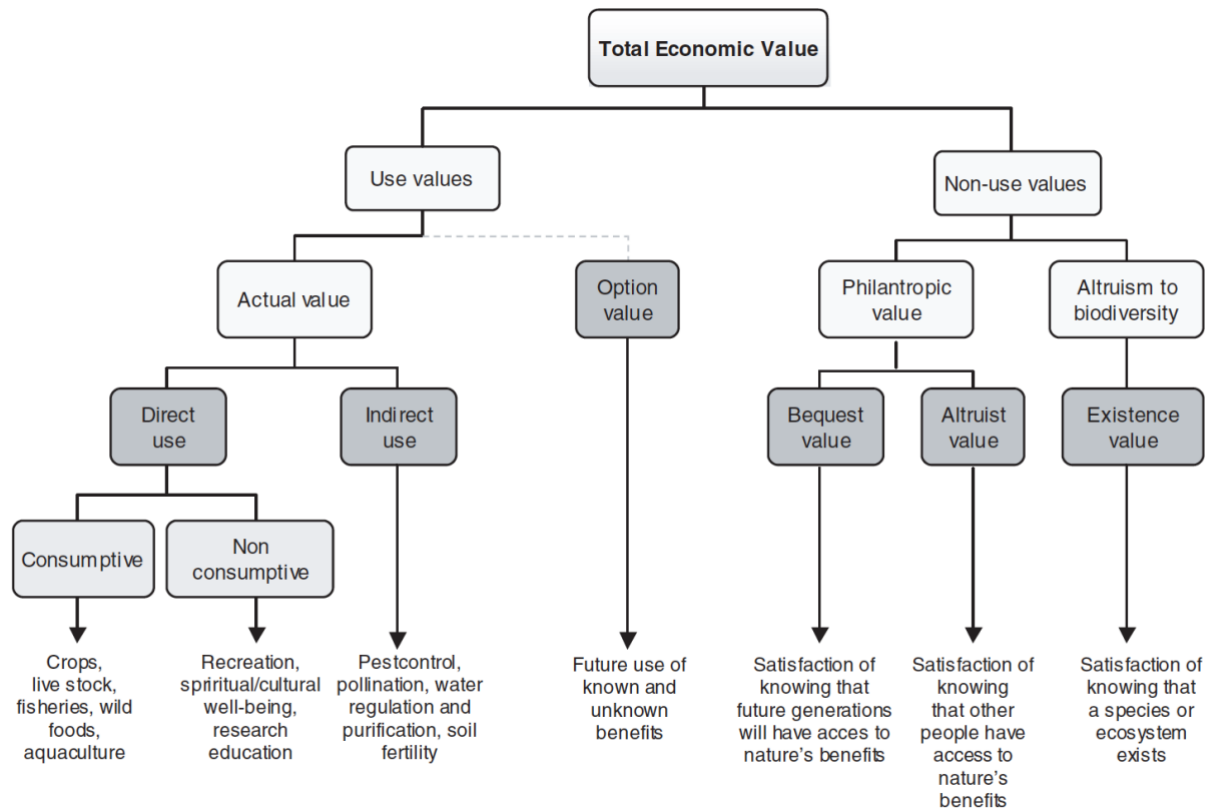 Total Economic Value
Use values
Non-use values
Actual value
Option
value
Philantropic
value
Altruism to
biodiversity
Direct
use
Indirect
use
Bequest
value
Altruist
value
Existence
value
Consumptive
Non
consumptive
Crops,
live stock,
fisheries, wild
foods,
aquaculture
Recreation,
spriritual/cultural
well-being,
research
education
Pestcontrol,
pollination, water
regulation and
purification, soil
fertility
Future use of
known and
unknown
benefits
Satisfaction of
knowing that
future generations
will have acces to
nature's benefits
Satisfaction of
knowing
that other
people have
access to
nature's
benefits
Satisfaction of
knowing that
a species or
ecosystem
exists